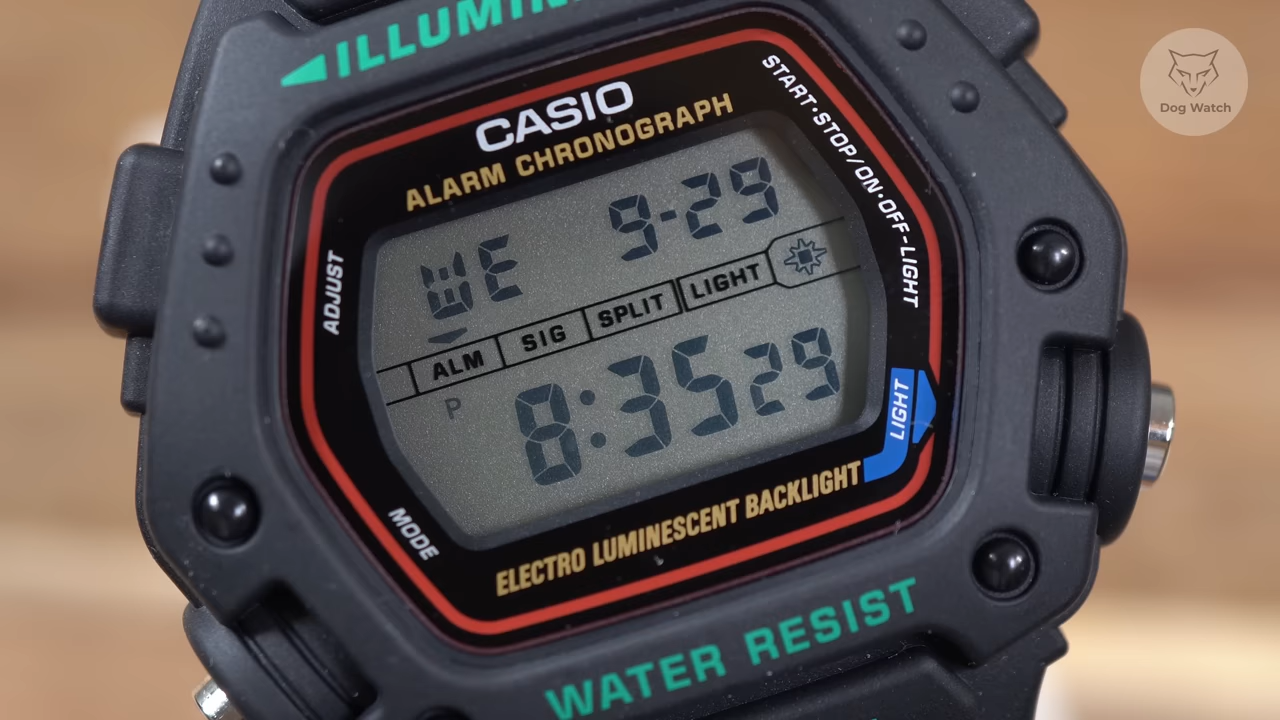 ILLUMIN
Dog Watch
CASIO
ALARM CHRONOGRAPH
START·STOP/ON·OFF-LIGHT
ADJUST
WE 9-29
ALM SIG SPLIT LIGHT
P 8:35 29
LIGHT
MODE
ELECTRO LUMINESCENT BACKLIGHT
WATER RESIST